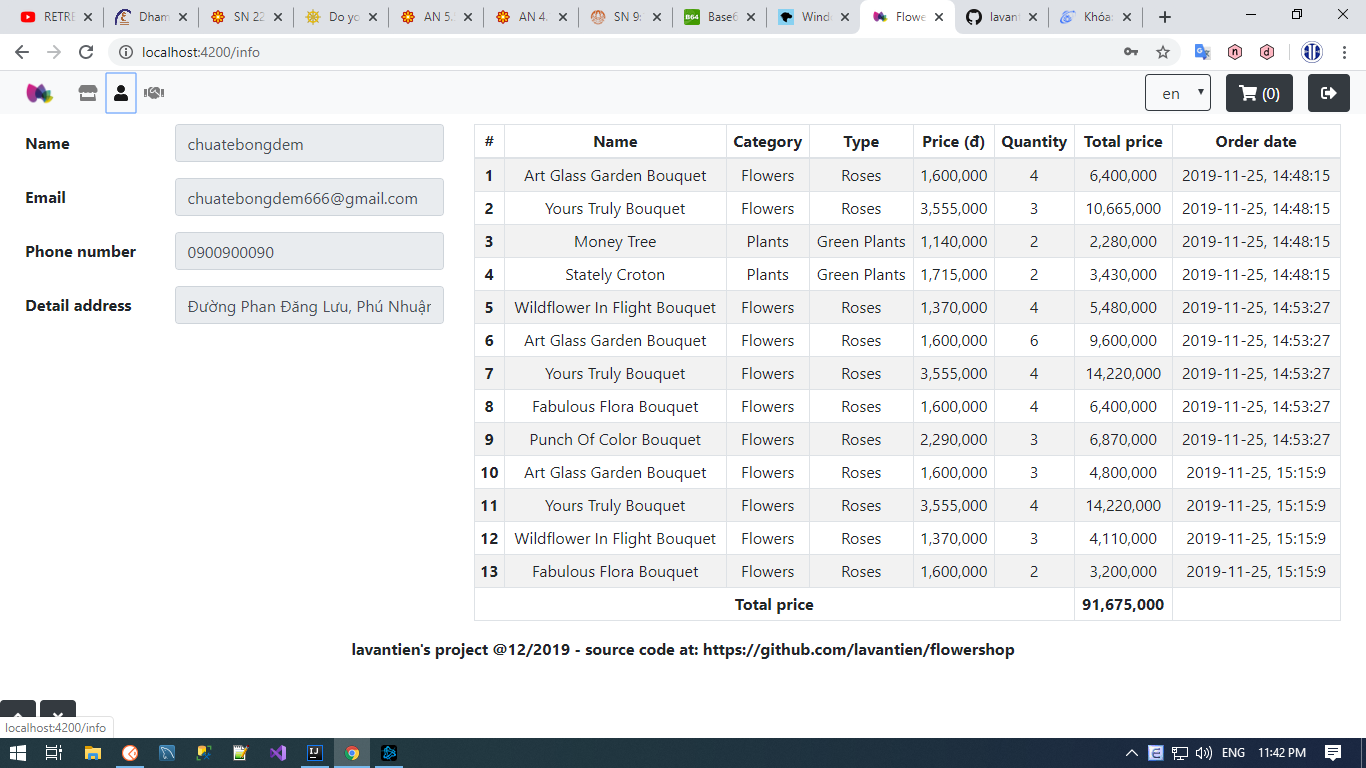 RETRE
Dham
SN 22
Do yo
AN 5.
AN 4.
SN 9:
B64 Base6
Wind
Flowe
lavan
Khóa:
localhost:4200/info
en
(0)
Name chuatebongdem
Email chuatebongdem666@gmail.com
Phone number 0900900090
Detail address Đường Phan Đăng Lưu, Phú Nhuận
# Name Category Type Price (đ) Quantity Total price Order date
1 Art Glass Garden Bouquet Flowers Roses 1,600,000 4 6,400,000 2019-11-25, 14:48:15
2 Yours Truly Bouquet Flowers Roses 3,555,000 3 10,665,000 2019-11-25, 14:48:15
3 Money Tree Plants Green Plants 1,140,000 2 2,280,000 2019-11-25, 14:48:15
4 Stately Croton Plants Green Plants 1,715,000 2 3,430,000 2019-11-25, 14:48:15
5 Wildflower In Flight Bouquet Flowers Roses 1,370,000 4 5,480,000 2019-11-25, 14:53:27
6 Art Glass Garden Bouquet Flowers Roses 1,600,000 6 9,600,000 2019-11-25, 14:53:27
7 Yours Truly Bouquet Flowers Roses 3,555,000 4 14,220,000 2019-11-25, 14:53:27
8 Fabulous Flora Bouquet Flowers Roses 1,600,000 4 6,400,000 2019-11-25, 14:53:27
9 Punch Of Color Bouquet Flowers Roses 2,290,000 3 6,870,000 2019-11-25, 14:53:27
10 Art Glass Garden Bouquet Flowers Roses 1,600,000 3 4,800,000 2019-11-25, 15:15:9
11 Yours Truly Bouquet Flowers Roses 3,555,000 4 14,220,000 2019-11-25, 15:15:9
12 Wildflower In Flight Bouquet Flowers Roses 1,370,000 3 4,110,000 2019-11-25, 15:15:9
13 Fabulous Flora Bouquet Flowers Roses 1,600,000 2 3,200,000 2019-11-25, 15:15:9
Total price 91,675,000
lavantien's project @12/2019 - source code at: https://github.com/lavantien/flowershop
localhost:4200/info
ENG 11:42 PM